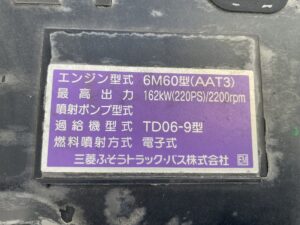 エンジン型式 6M60型(AAT3)
最高出力 162kW(220PS)/2200rpm
噴射ポンプ型式
過給機型式 TD06-9型
燃料噴射方式 電子式
三菱ふそうトラック・バス株式会社 EM